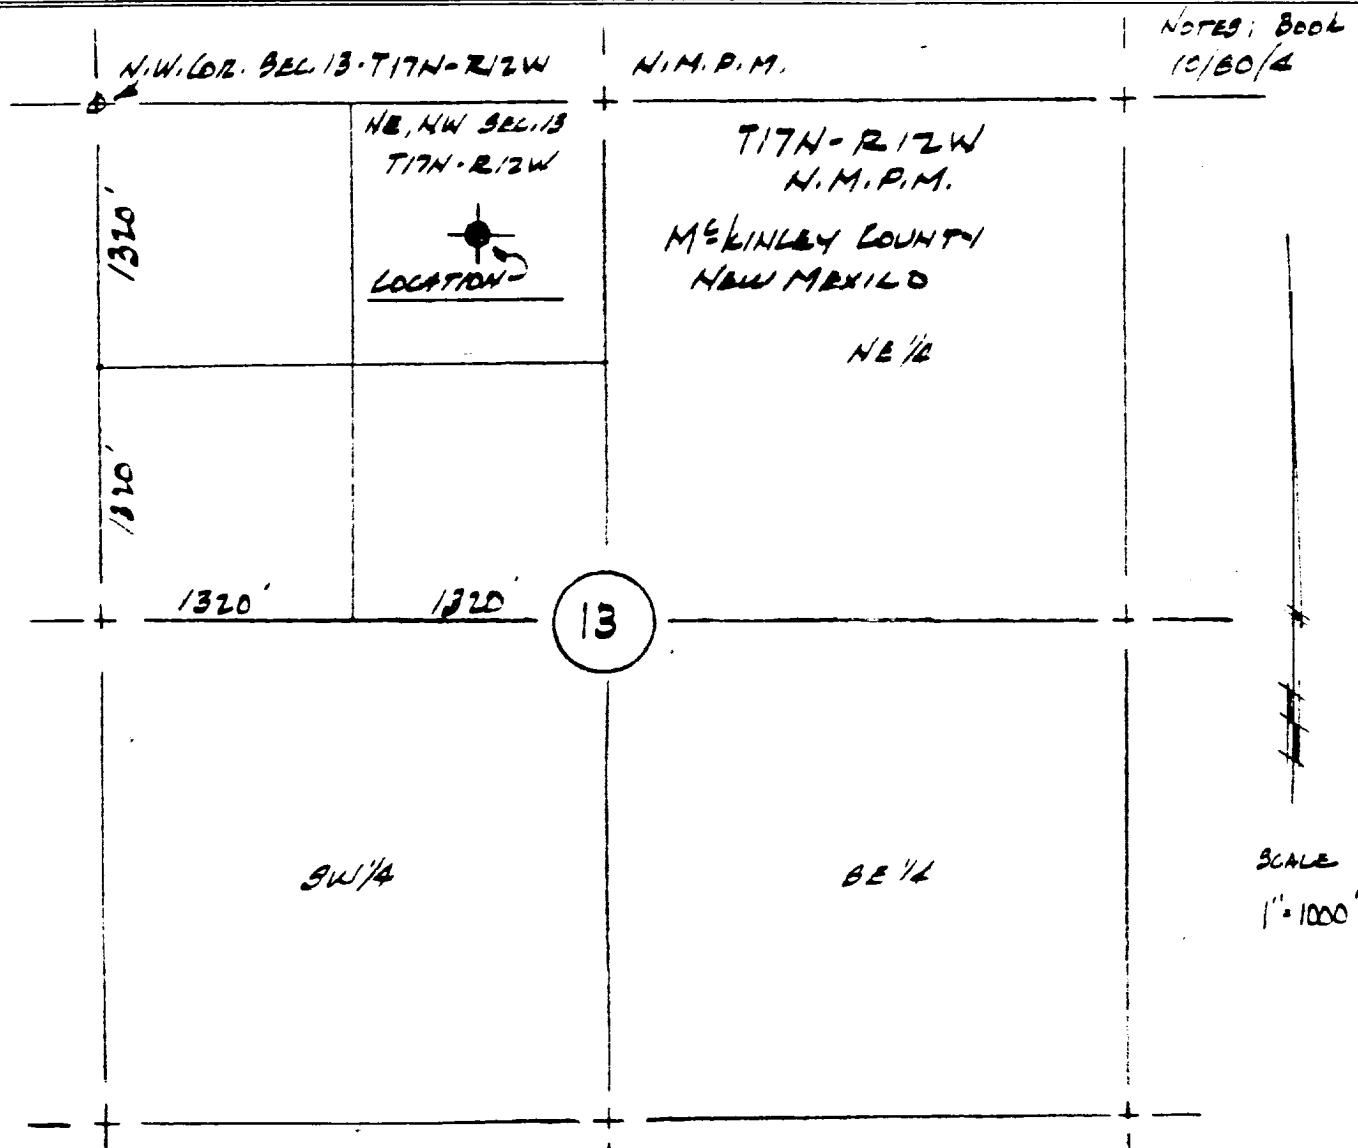 NOTES: BOOK
10/80/4
N.W. COR. SEC. 13 - T17N - R12W N.M.P.M.
NE, NW SEC. 13
T17N - R12W
LOCATION
T17N - R12W
N.M.P.M.
McKINLEY COUNTY
NEW MEXICO
NE 1/4
1320'
1320'
1320' 1320'
13
SW 1/4 SE 1/4
SCALE
1" = 1000'